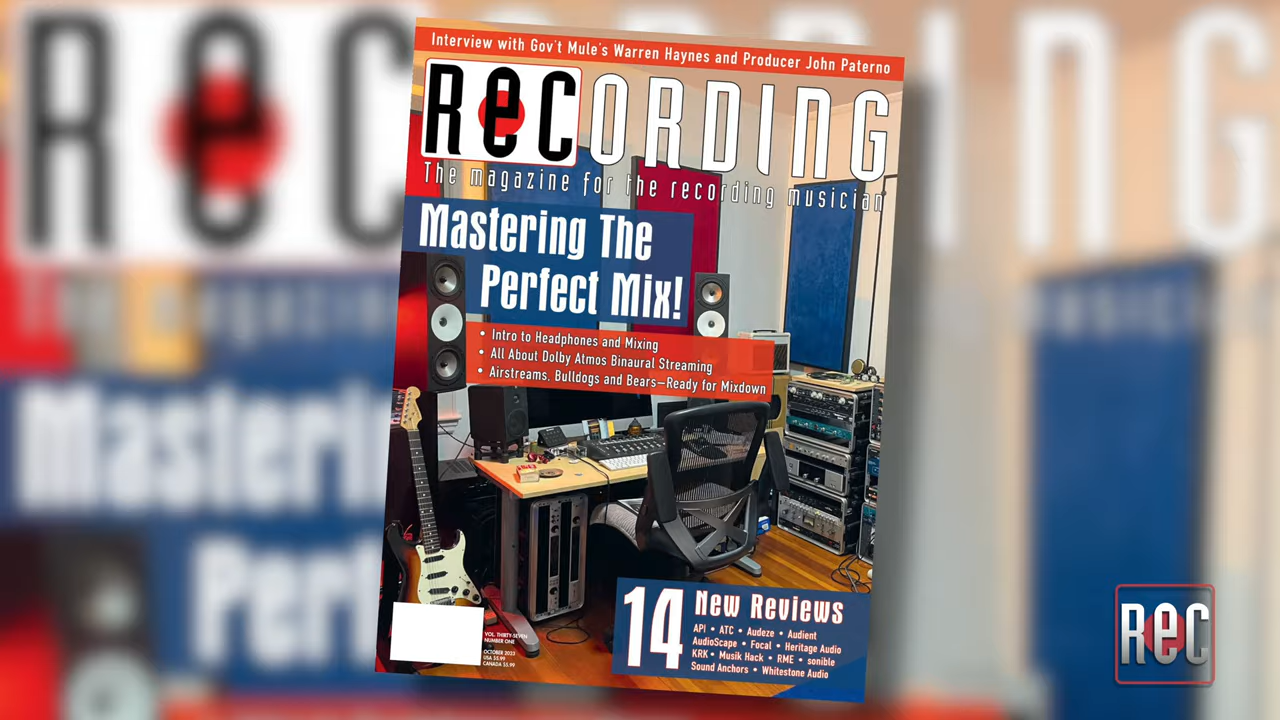 Interview with Gov't Mule's Warren Haynes and Producer John Paterno
ReCORDING
The magazine for the recording musician
Mastering The
Perfect Mix!
• Intro to Headphones and Mixing
• All About Dolby Atmos Binaural Streaming
• Airstreams, Bulldogs and Bears—Ready for Mixdown
14 New Reviews
API • ATC • Audeze • Audient
AudioScape • Focal • Heritage Audio
KRK • Musik Hack • RME • sonible
Sound Anchors • Whitestone Audio
VOL. THIRTY-SEVEN
NUMBER ONE
OCTOBER 2023
USA $5.99
CANADA $5.99
ReC